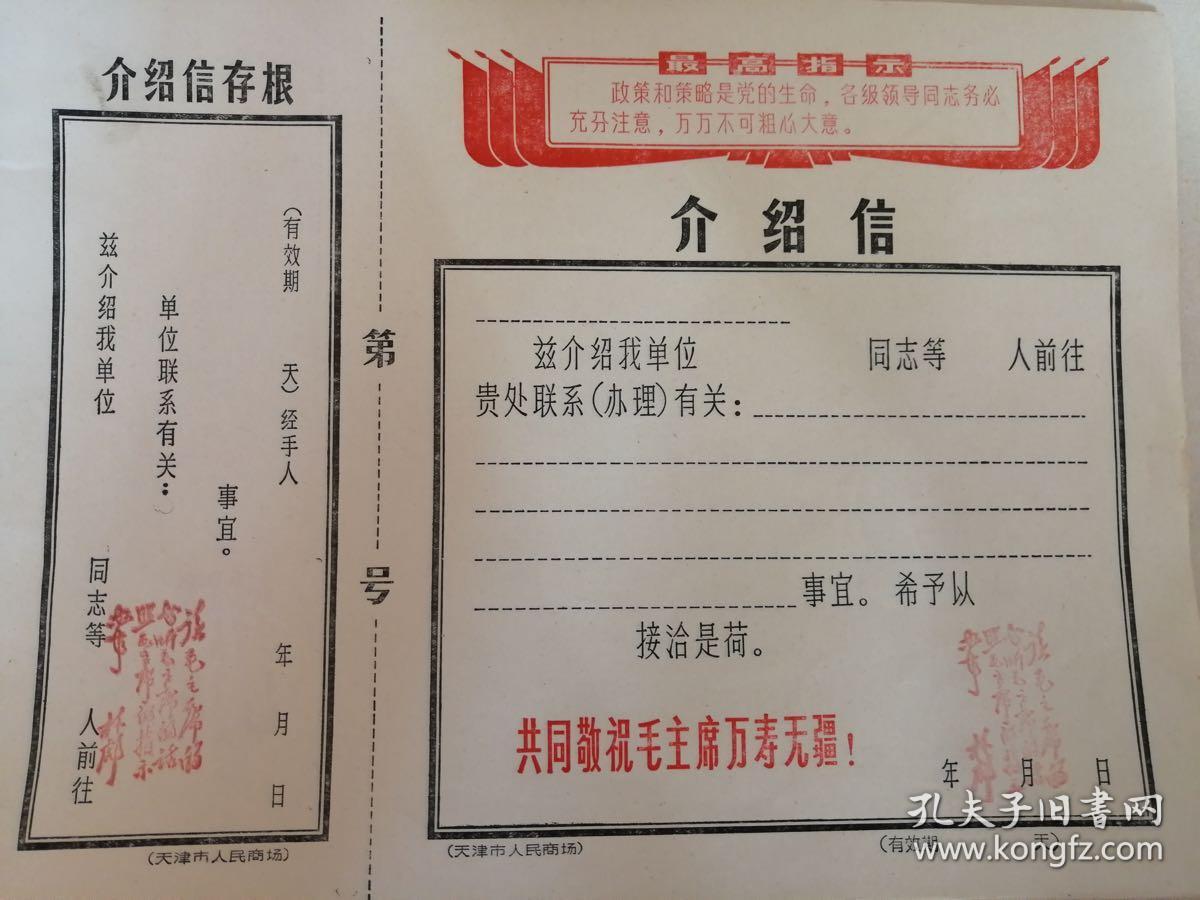 介绍信存根
兹介绍我单位 同志等 人前往
单位联系有关：
事宜。
（有效期 天）经手人 年 月 日
（天津市人民商场）
第 号
最高指示
政策和策略是党的生命，各级领导同志务必
充分注意，万万不可粗心大意。
介绍信
兹介绍我单位 同志等 人前往
贵处联系（办理）有关：
事宜。希予以
接洽是荷。
共同敬祝毛主席万寿无疆！
年 月 日
（天津市人民商场）
（有效期 天）
孔夫子旧书网
www.kongfz.com